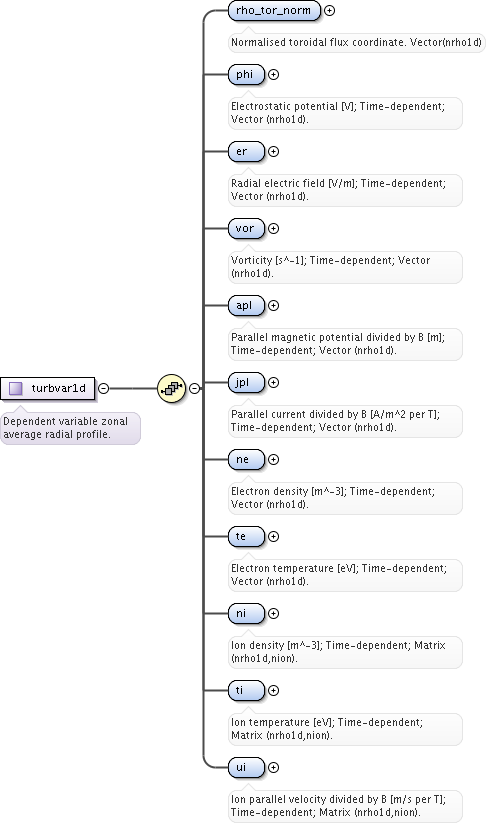 rho_tor_norm
Normalised toroidal flux coordinate. Vector(nrho1d)
phi
Electrostatic potential [V]; Time-dependent;
Vector (nrho1d).
er
Radial electric field [V/m]; Time-dependent;
Vector (nrho1d).
vor
Vorticity [s^-1]; Time-dependent; Vector
(nrho1d).
apl
Parallel magnetic potential divided by B [m];
Time-dependent; Vector (nrho1d).
turbvar1d
Dependent variable zonal
average radial profile.
jpl
Parallel current divided by B [A/m^2 per T];
Time-dependent; Vector (nrho1d).
ne
Electron density [m^-3]; Time-dependent;
Vector (nrho1d).
te
Electron temperature [eV]; Time-dependent;
Vector (nrho1d).
ni
Ion density [m^-3]; Time-dependent; Matrix
(nrho1d,nion).
ti
Ion temperature [eV]; Time-dependent;
Matrix (nrho1d,nion).
ui
Ion parallel velocity divided by B [m/s per T];
Time-dependent; Matrix (nrho1d,nion).